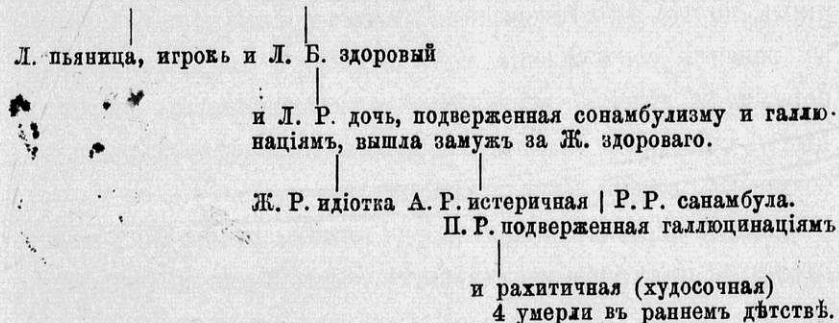 Л. пьяница, игрокъ и Л. Б. здоровый
и Л. Р. дочь, подверженная сонамбулизму и галлю-
націямъ, вышла замужъ за Ж. здороваго.
Ж. Р. идіотка А. Р. истеричная | Р. Р. санамбула.
П. Р. подверженная галлюцинаціямъ
и рахитичная (худосочная)
4 умерли въ раннемъ дѣтствѣ.